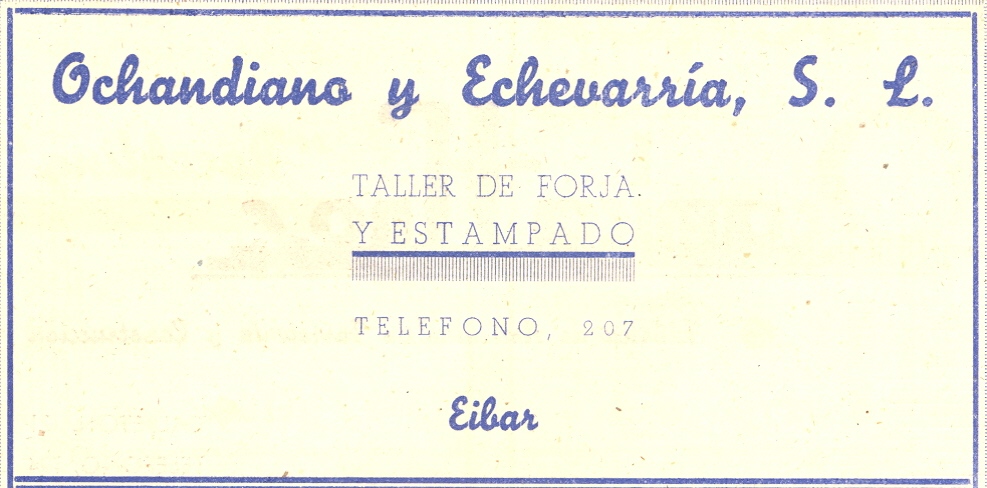 Ochandiano y Echevarría, S. L.
TALLER DE FORJA.
Y ESTAMPADO
TELEFONO, 207
Eibar